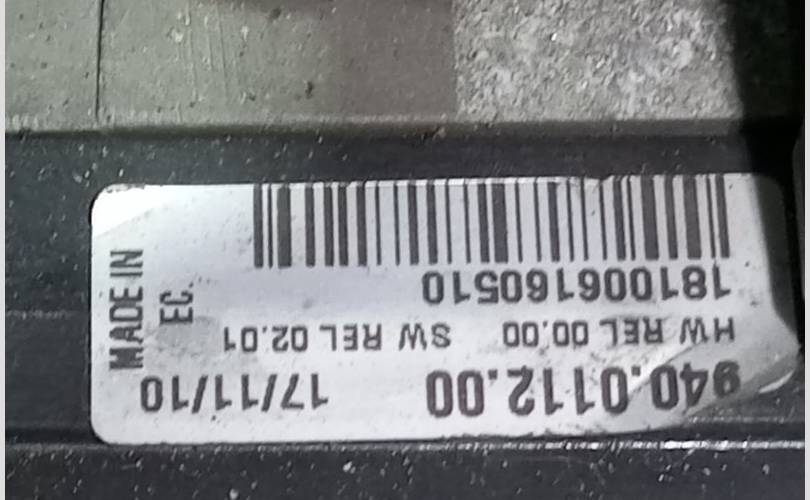 940.0112.00 17/11/10
HW REL 00.00 SW REL 02.01
181006160510
MADE IN
EC.